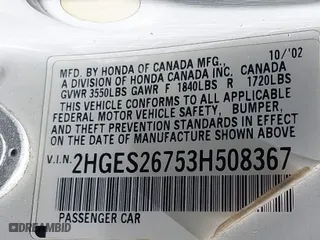 10/'02
MFD. BY HONDA OF CANADA MFG.,
A DIVISION OF HONDA CANADA INC. CANADA
GVWR 3550LBS GAWR F 1840LBS R 1720LBS
THIS VEHICLE CONFORMS TO ALL APPLICABLE
FEDERAL MOTOR VEHICLE SAFETY, BUMPER,
AND THEFT PREVENTION STANDARDS IN EFFECT ON
THE DATE OF MANUFACTURE SHOWN ABOVE.
V.I.N. 2HGES26753H508367
PASSENGER CAR
DREAMBID